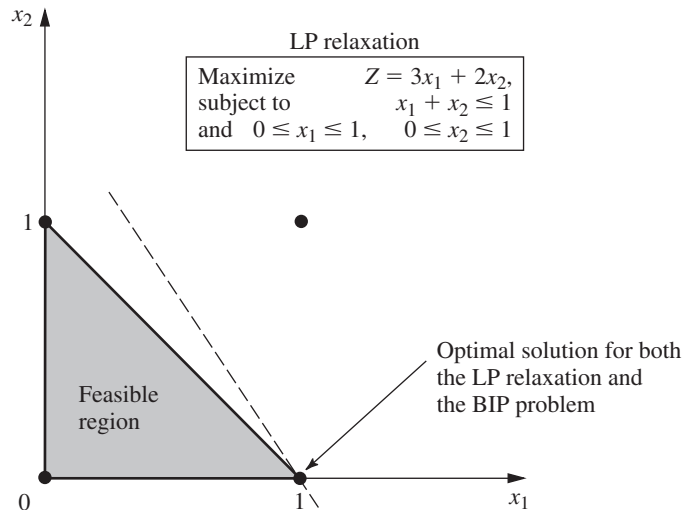 x₂
LP relaxation
Maximize Z = 3x₁ + 2x₂,
subject to x₁ + x₂ ≤ 1
and 0 ≤ x₁ ≤ 1, 0 ≤ x₂ ≤ 1
1
Optimal solution for both
the LP relaxation and
the BIP problem
Feasible
region
0
1
x₁